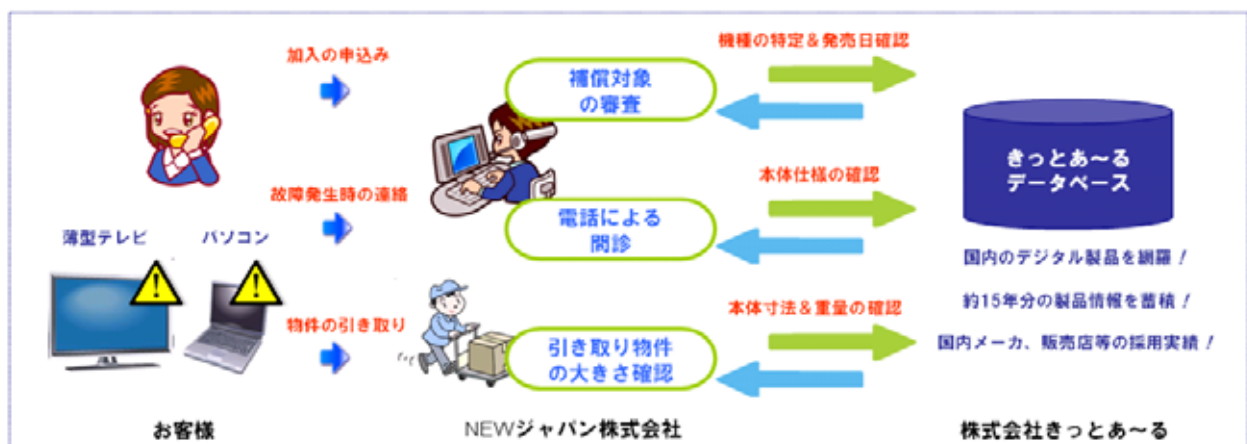 加入の申込み
機種の特定＆発売日確認
補償対象
の審査
きっとあ～る
データベース
故障発生時の連絡
本体仕様の確認
電話による
問診
薄型テレビ
パソコン
国内のデジタル製品を網羅！
約15年分の製品情報を蓄積！
物件の引き取り
本体寸法＆重量の確認
引き取り物件
の大きさ確認
国内メーカ、販売店等の採用実績！
お客様
NEWジャパン株式会社
株式会社きっとあ～る